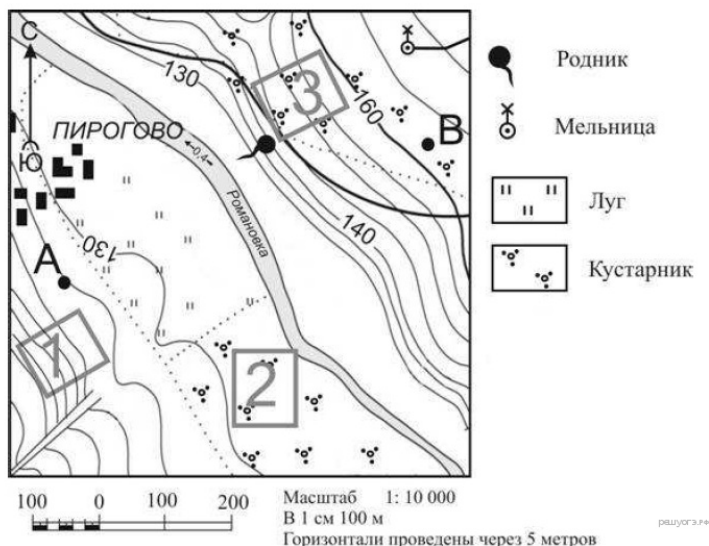 С
Ю
ПИРОГОВО
130
3
160
В
0,4
Романовка
140
130
А
1
2
Родник
Мельница
Луг
Кустарник
100 0 100 200
Масштаб 1: 10 000
В 1 см 100 м
Горизонтали проведены через 5 метров
решуогэ.рф